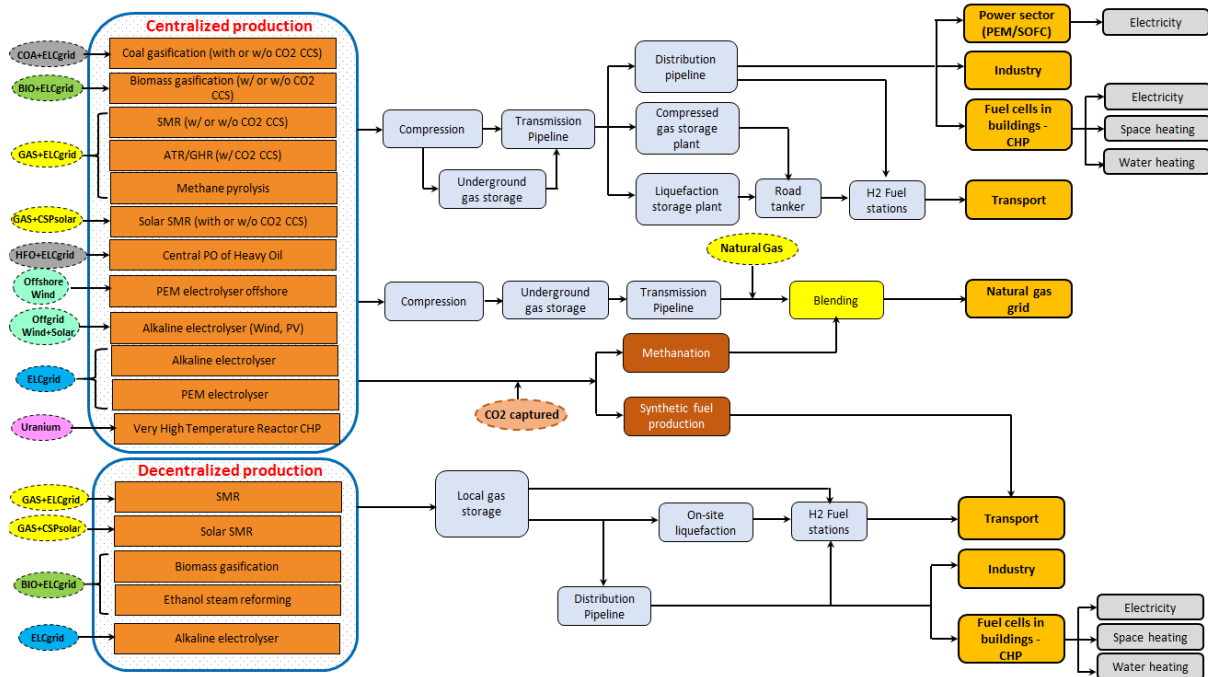 Centralized production
COA+ELCgrid
Coal gasification (with or w/o CO2 CCS)
BIO+ELCgrid
Biomass gasification (w/ or w/o CO2
CCS)
GAS+ELCgrid
SMR (w/ or w/o CO2 CCS)
ATR/GHR (w/ CO2 CCS)
Methane pyrolysis
GAS+CSPsolar
Solar SMR (with or w/o CO2 CCS)
HFO+ELCgrid
Central PO of Heavy Oil
Offshore
Wind
PEM electrolyser offshore
Offgrid
Wind+Solar
Alkaline electrolyser (Wind, PV)
ELCgrid
Alkaline electrolyser
PEM electrolyser
Uranium
Very High Temperature Reactor CHP
Compression
Underground
gas storage
Transmission
Pipeline
Distribution
pipeline
Compressed
gas storage
plant
Liquefaction
storage plant
Road
tanker
H2 Fuel
stations
Power sector
(PEM/SOFC)
Electricity
Industry
Fuel cells in
buildings -
CHP
Electricity
Space heating
Water heating
Transport
Natural Gas
Compression
Underground
gas storage
Transmission
Pipeline
Blending
Natural gas
grid
Methanation
CO2 captured
Synthetic fuel
production
Decentralized production
GAS+ELCgrid
SMR
GAS+CSPsolar
Solar SMR
BIO+ELCgrid
Biomass gasification
Ethanol steam reforming
ELCgrid
Alkaline electrolyser
Local gas
storage
On-site
liquefaction
H2 Fuel
stations
Transport
Distribution
Pipeline
Industry
Fuel cells in
buildings -
CHP
Electricity
Space heating
Water heating